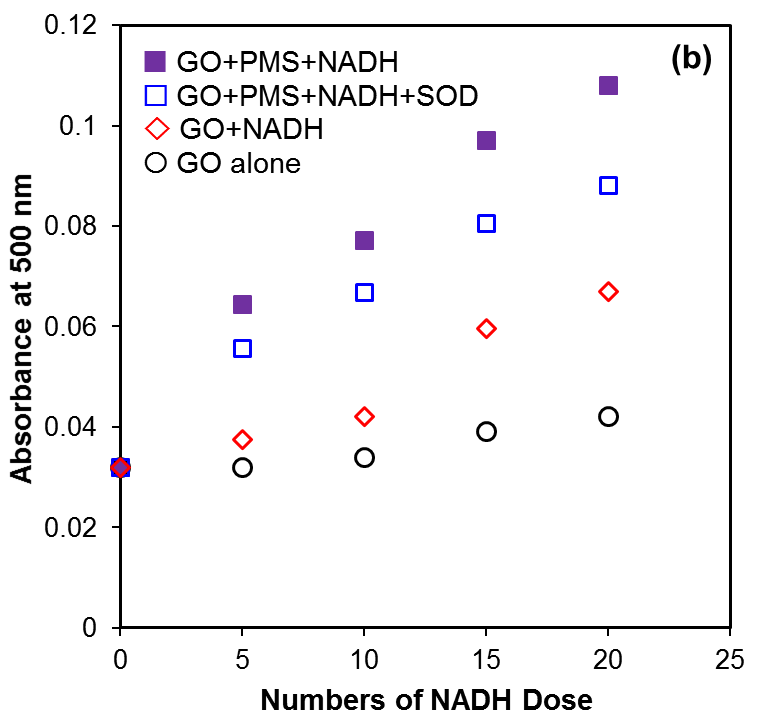 (b)
GO+PMS+NADH
GO+PMS+NADH+SOD
GO+NADH
GO alone
Absorbance at 500 nm
0.12
0.1
0.08
0.06
0.04
0.02
0
0 5 10 15 20 25
Numbers of NADH Dose